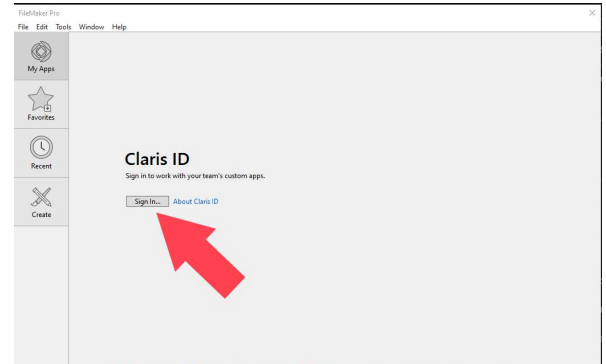 FileMaker Pro
File Edit Tools Window Help
My Apps
Favorites
Recent
Create
Claris ID
Sign in to work with your team's custom apps.
Sign In... About Claris ID